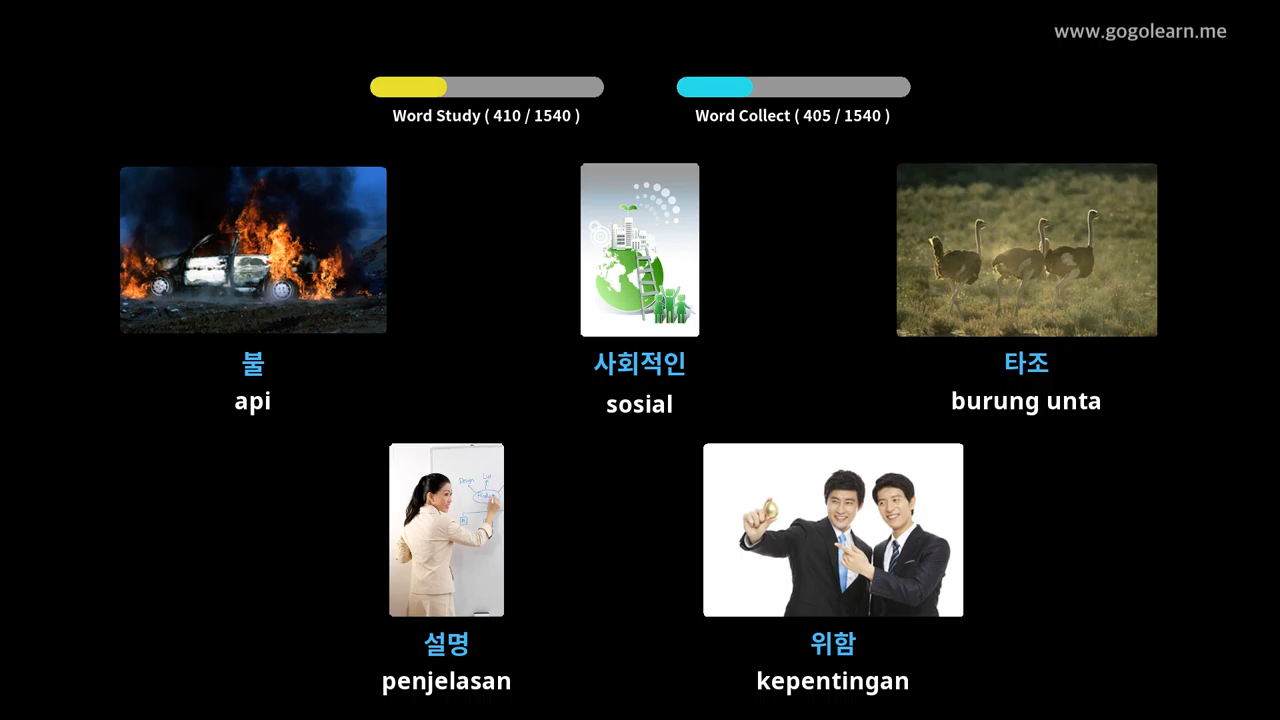 www.gogolearn.me
Word Study ( 410 / 1540 )
Word Collect ( 405 / 1540 )
불
api
사회적인
sosial
타조
burung unta
설명
penjelasan
위함
kepentingan